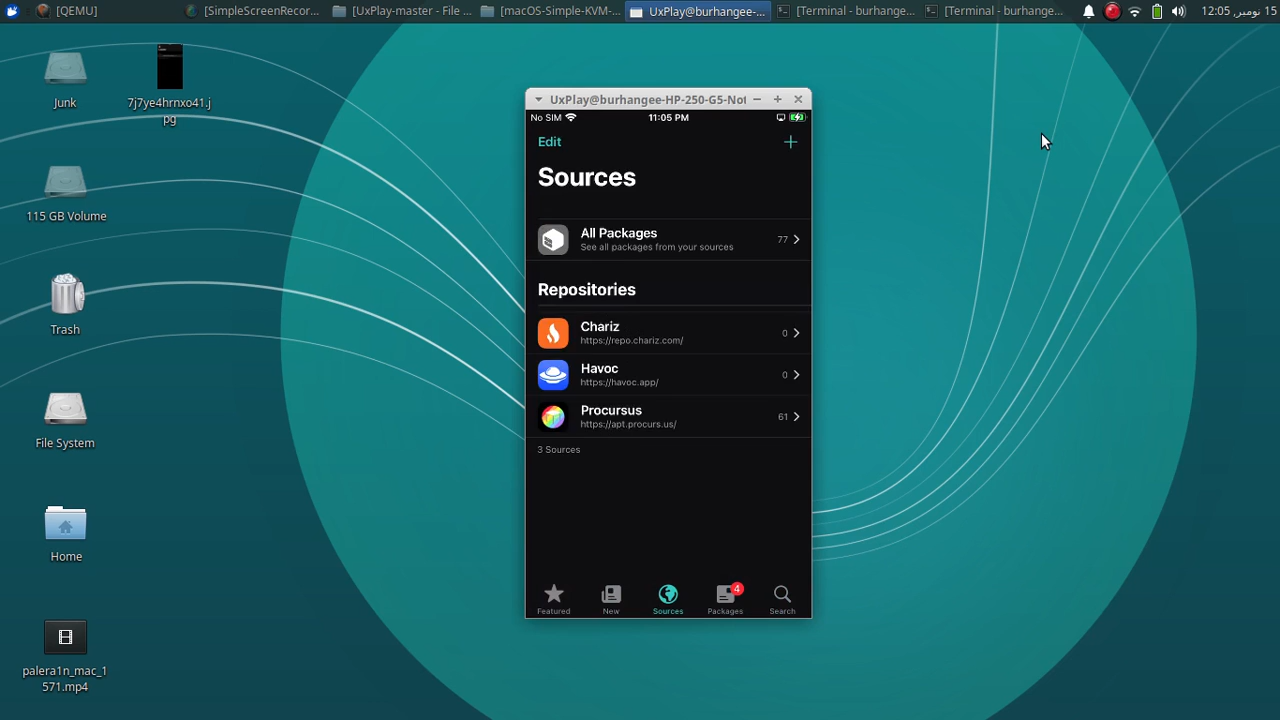 [QEMU]
[SimpleScreenRecor...
[UxPlay-master - File ...
[macOS-Simple-KVM-...
UxPlay@burhangee-...
[Terminal - burhange...
[Terminal - burhange...
15 نومبر, 12:05
Junk
7j7ye4hrnxo41.j
pg
115 GB Volume
Trash
File System
Home
palera1n_mac_1
571.mp4
UxPlay@burhangee-HP-250-G5-Not
No SIM
11:05 PM
Edit
Sources
All Packages
See all packages from your sources
77
Repositories
Chariz
https://repo.chariz.com/
0
Havoc
https://havoc.app/
0
Procursus
https://apt.procurs.us/
61
3 Sources
4
Featured
New
Sources
Packages
Search